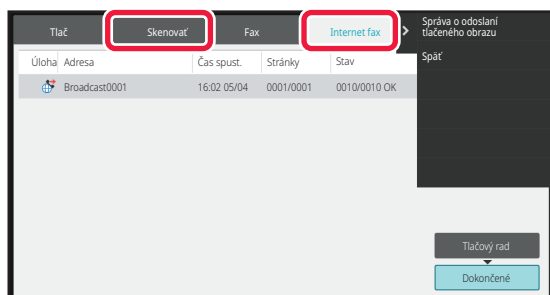 Tlač Skenovať Fax Internet fax
Správa o odoslaní
tlačeného obrazu
Späť
Úloha Adresa Čas spust. Stránky Stav
Broadcast0001 16:02 05/04 0001/0001 0010/0010 OK
Tlačový rad
Dokončené